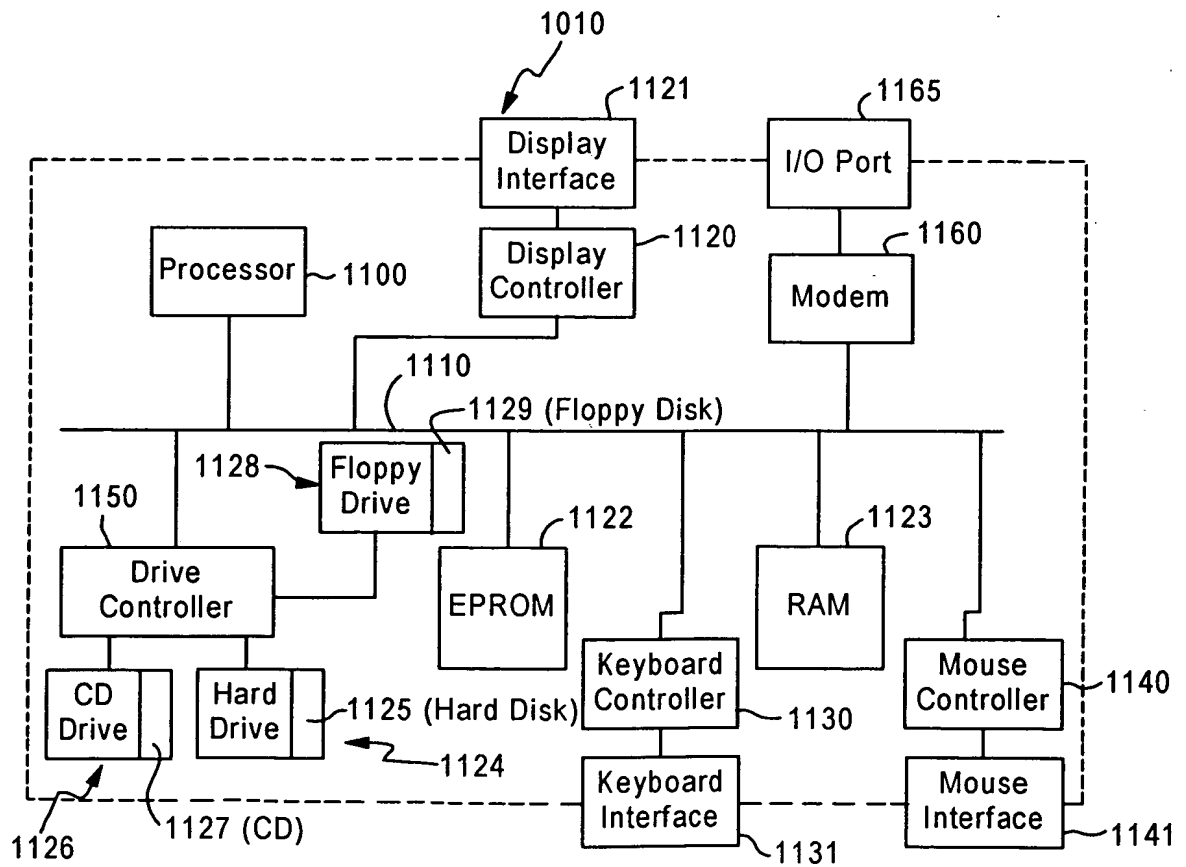 1010
1121
1165
Display
Interface
I/O Port
1120
1160
Processor
1100
Display
Controller
Modem
1110
1129 (Floppy Disk)
1128
Floppy
Drive
1150
1122
1123
Drive
Controller
EPROM
RAM
CD
Drive
Hard
Drive
1125 (Hard Disk)
Keyboard
Controller
1130
Mouse
Controller
1140
1124
Keyboard
Interface
Mouse
Interface
1126
1127 (CD)
1131
1141